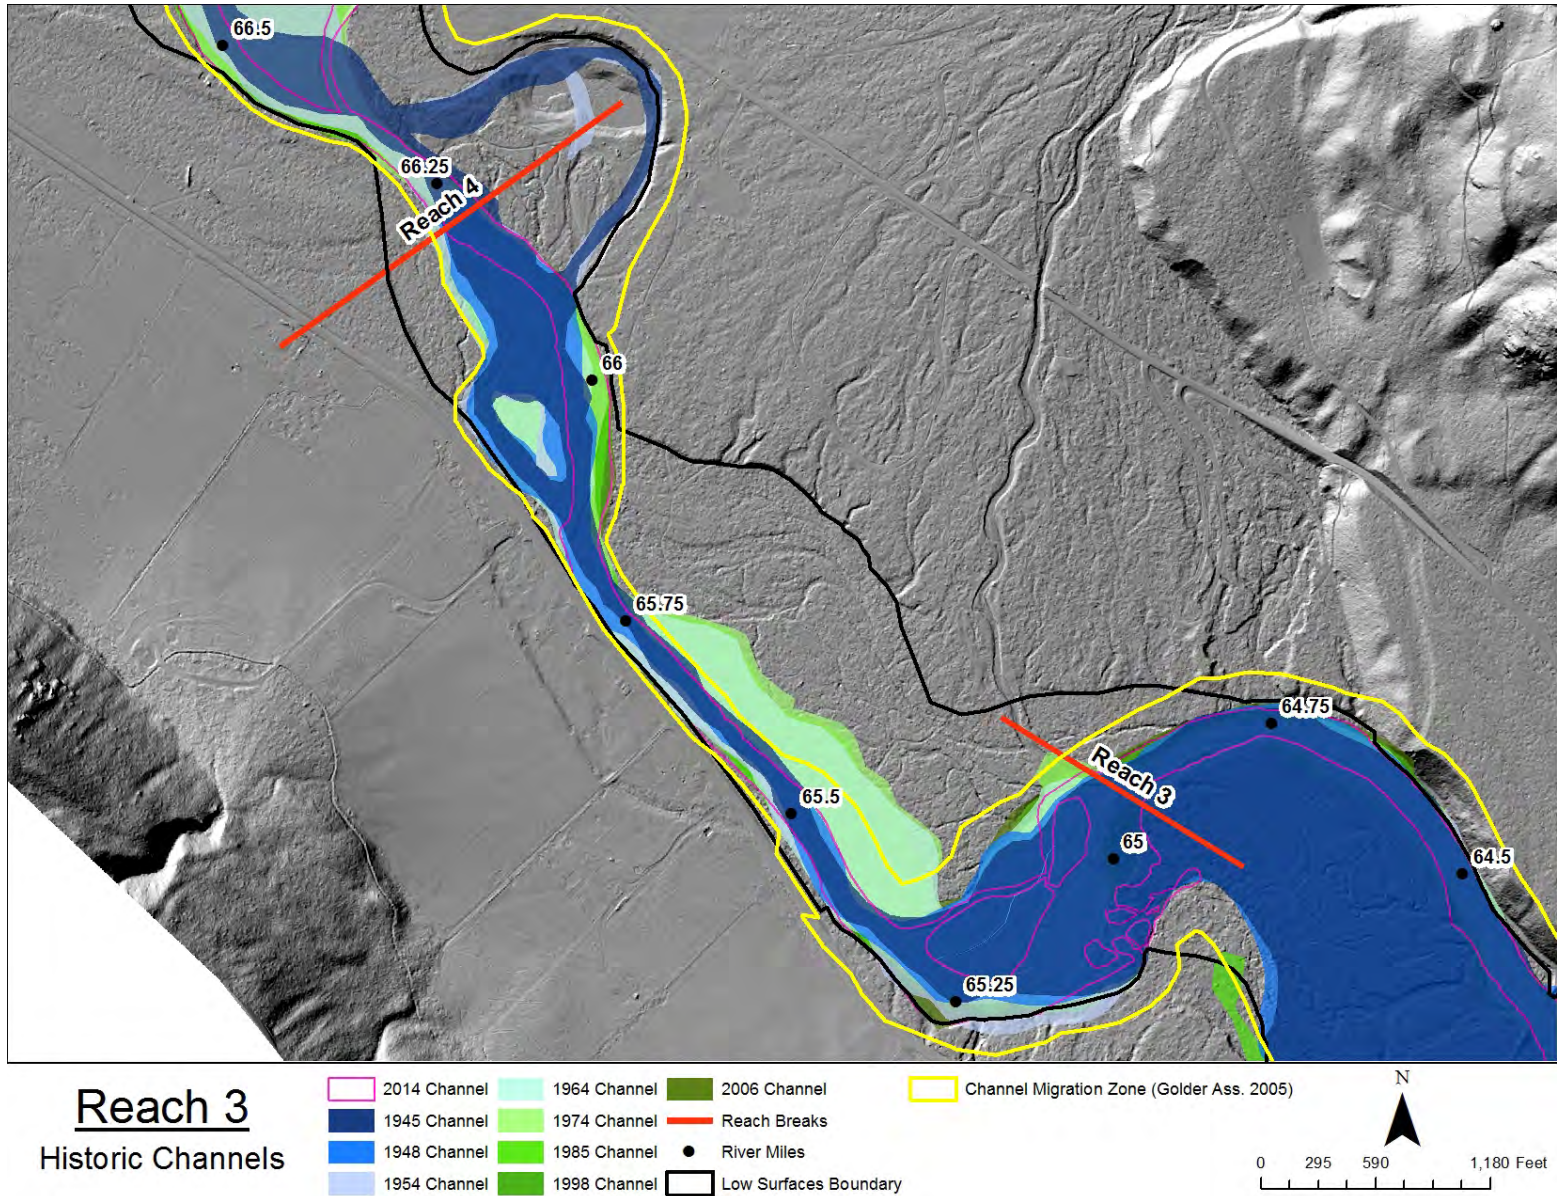 66.5
66.25
Reach 4
66
65.75
64.75
Reach 3
65.5
65
64.5
65.25
Reach 3
Historic Channels
2014 Channel
1945 Channel
1948 Channel
1954 Channel
1964 Channel
1974 Channel
1985 Channel
1998 Channel
2006 Channel
Reach Breaks
River Miles
Low Surfaces Boundary
Channel Migration Zone (Golder Ass. 2005)
N
0 295 590 1,180 Feet